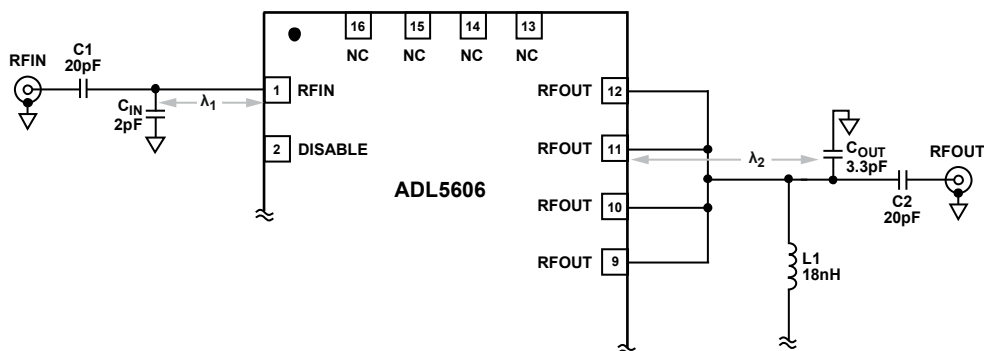 16 15 14 13
NC NC NC NC
RFIN
C1
20pF
CIN
2pF
λ1
1 RFIN
2 DISABLE
ADL5606
RFOUT 12
RFOUT 11
RFOUT 10
RFOUT 9
λ2
COUT
3.3pF
RFOUT
C2
20pF
L1
18nH